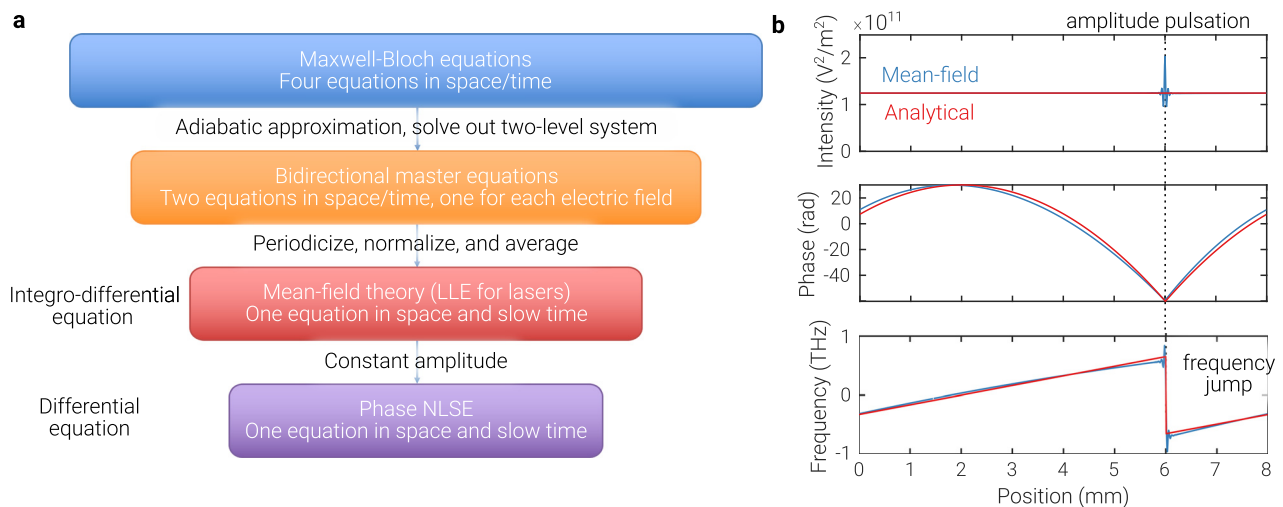 a
Maxwell-Bloch equations
Four equations in space/time
Adiabatic approximation, solve out two-level system
Bidirectional master equations
Two equations in space/time, one for each electric field
Periodicize, normalize, and average
Integro-differential
equation
Mean-field theory (LLE for lasers)
One equation in space and slow time
Constant amplitude
Differential
equation
Phase NLSE
One equation in space and slow time
b
×10¹¹
amplitude pulsation
Intensity (V²/m²)
2
1
0
Mean-field
Analytical
Phase (rad)
20
0
-20
-40
Frequency (THz)
1
0
-1
frequency
jump
0 1 2 3 4 5 6 7 8
Position (mm)